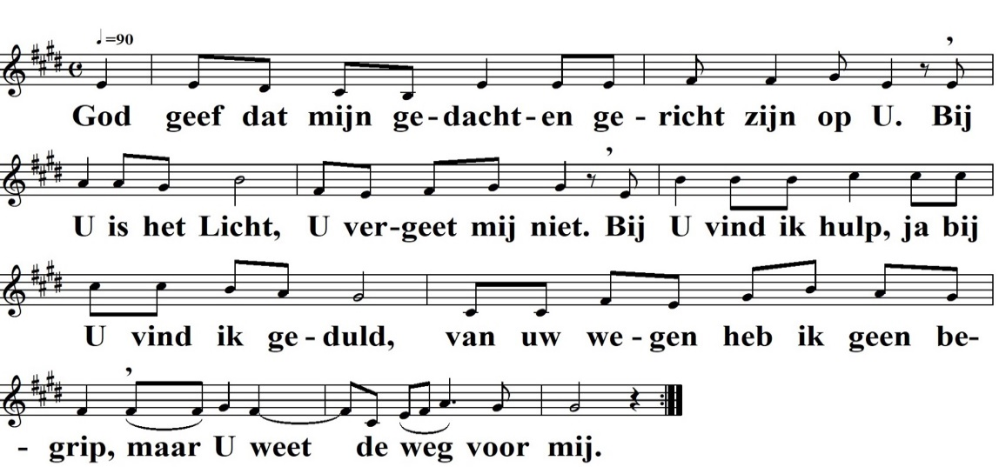 ♩=90
God geef dat mijn ge-dacht-en ge-richt zijn op U. Bij
U is het Licht, U ver-geet mij niet. Bij U vind ik hulp, ja bij
U vind ik ge-duld, van uw we-gen heb ik geen be-
- grip, maar U weet de weg voor mij.